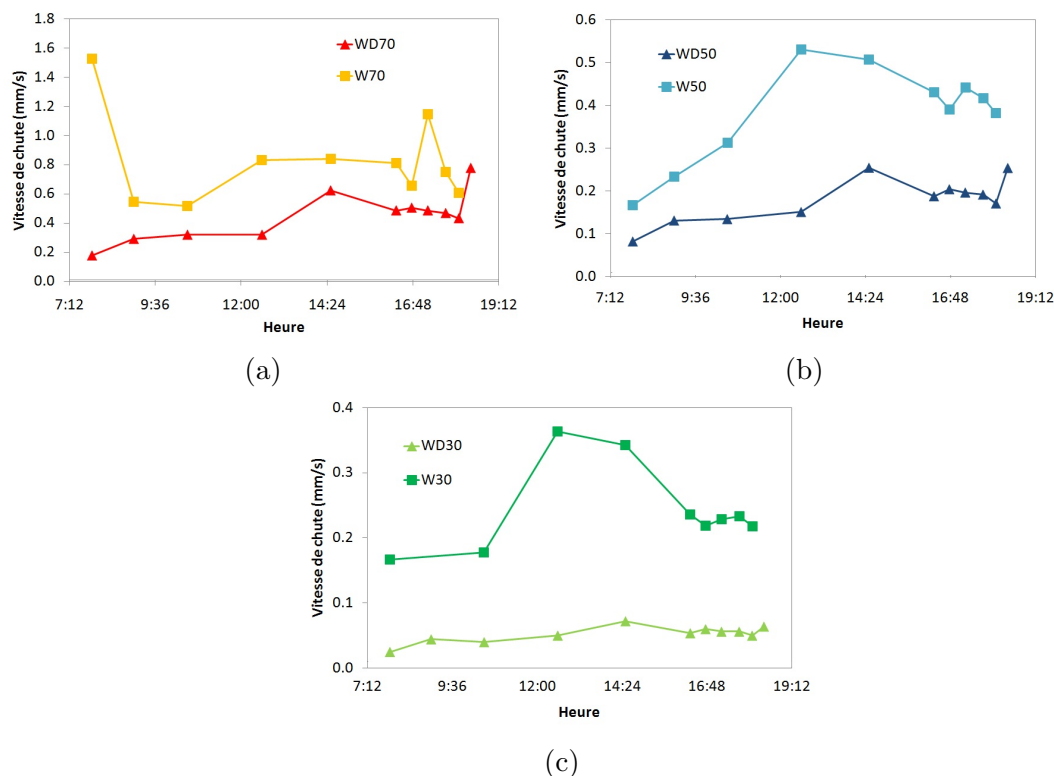 Vitesse de chute (mm/s)
1.8
1.6
1.4
1.2
1.0
0.8
0.6
0.4
0.2
0.0
WD70
W70
7:12 9:36 12:00 14:24 16:48 19:12
Heure
(a)
Vitesse de chute (mm/s)
0.6
0.5
0.4
0.3
0.2
0.1
0.0
WD50
W50
7:12 9:36 12:00 14:24 16:48 19:12
Heure
(b)
Vitesse de chute (mm/s)
0.4
0.3
0.2
0.1
0.0
WD30
W30
7:12 9:36 12:00 14:24 16:48 19:12
Heure
(c)